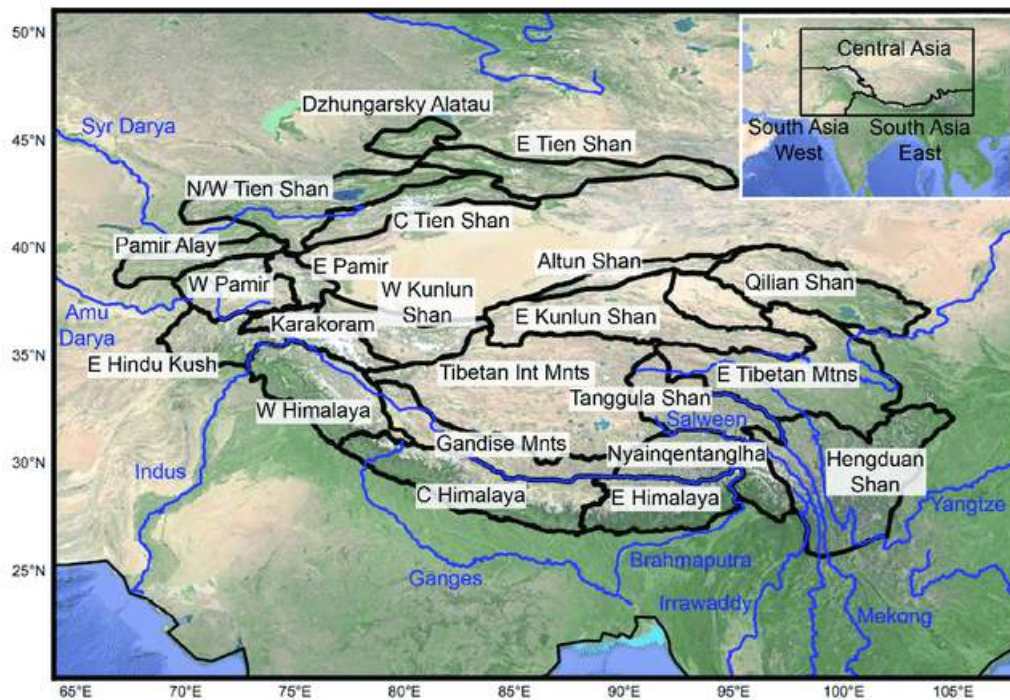 50°N
Central Asia
South Asia
West
South Asia
East
Dzhungarsky Alatau
45°N
Syr Darya
E Tien Shan
N/W Tien Shan
C Tien Shan
40°N
Pamir Alay
E Pamir
W Pamir
Altun Shan
Qilian Shan
W Kunlun
Shan
Amu
Darya
Karakoram
E Kunlun Shan
35°N
E Hindu Kush
Tibetan Int Mnts
E Tibetan Mtns
Tanggula Shan
W Himalaya
Salween
Gandise Mnts
Nyainqentanglha
30°N
Indus
Hengduan
Shan
C Himalaya
E Himalaya
Yangtze
Brahmaputra
25°N
Ganges
Irrawaddy
Mekong
65°E
70°E
75°E
80°E
85°E
90°E
95°E
100°E
105°E